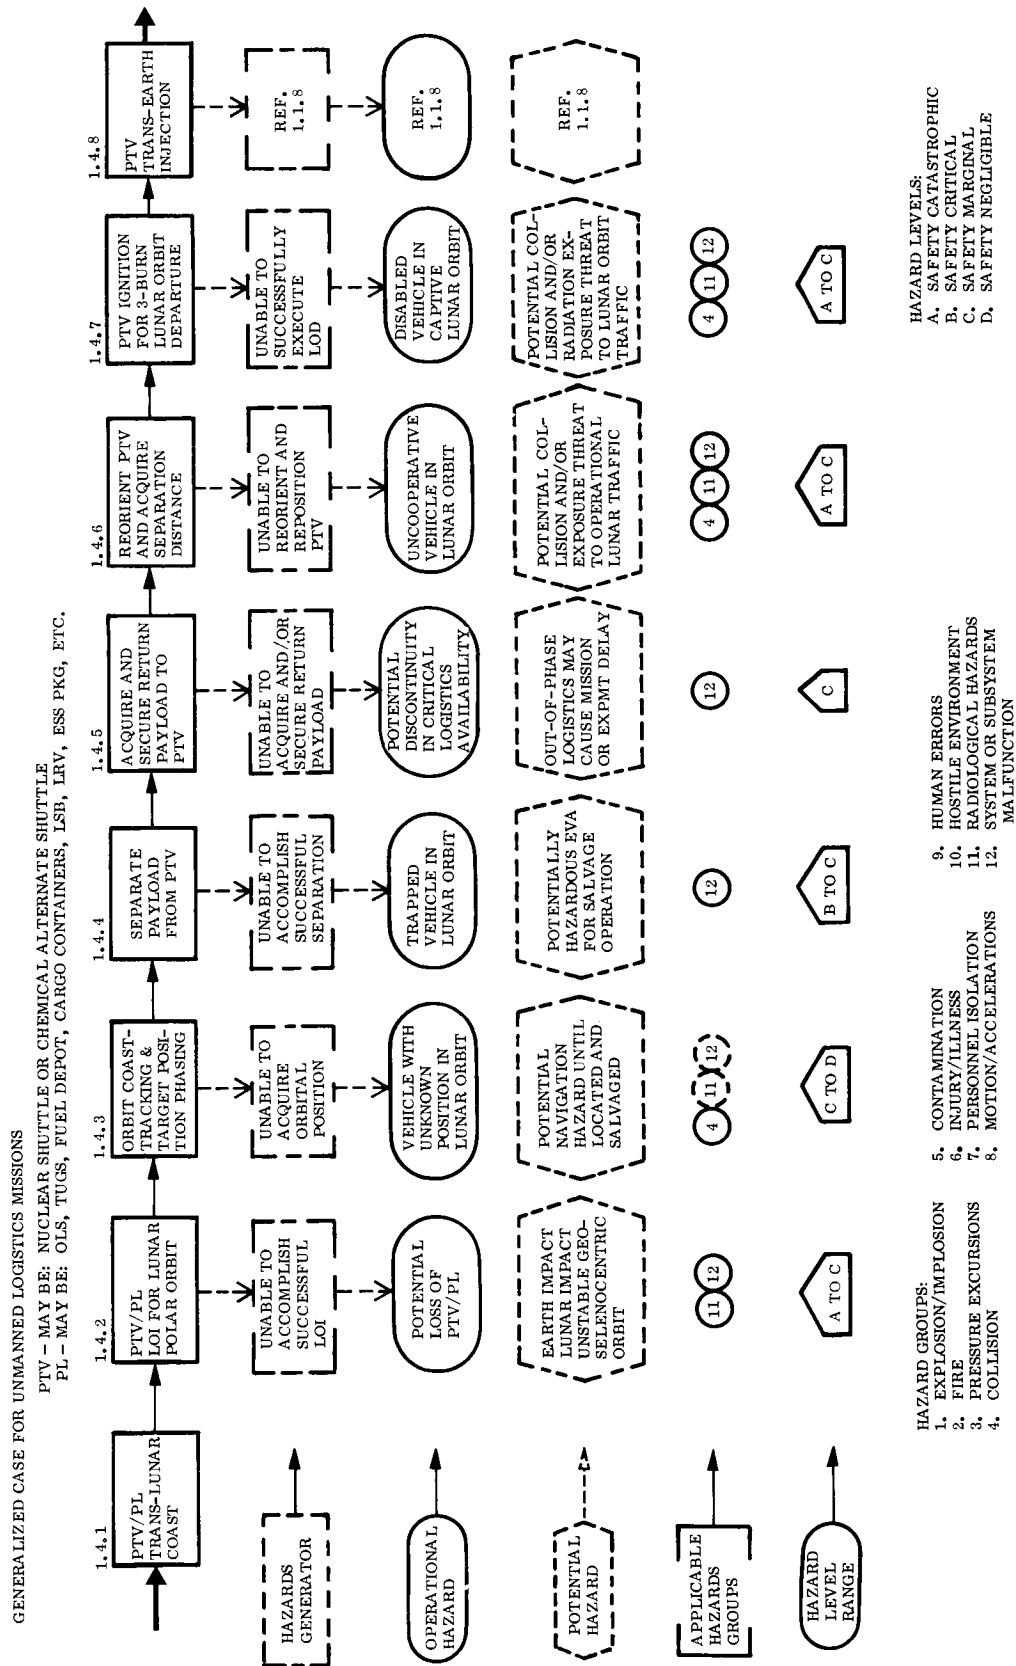 GENERALIZED CASE FOR UNMANNED LOGISTICS MISSIONS
PTV – MAY BE: NUCLEAR SHUTTLE OR CHEMICAL ALTERNATE SHUTTLE
PL – MAY BE: OLS, TUGS, FUEL DEPOT, CARGO CONTAINERS, LSB, LRV, ESS PKG, ETC.
1.4.1
PTV/PL
TRANS-LUNAR
COAST
1.4.2
PTV/PL
LOI FOR LUNAR
POLAR ORBIT
1.4.3
ORBIT COAST-
TRACKING &
TARGET POSI-
TION PHASING
1.4.4
SEPARATE
PAYLOAD
FROM PTV
1.4.5
ACQUIRE AND
SECURE RETURN
PAYLOAD TO
PTV
1.4.6
REORIENT PTV
AND ACQUIRE
SEPARATION
DISTANCE
1.4.7
PTV IGNITION
FOR 3-BURN
LUNAR ORBIT
DEPARTURE
1.4.8
PTV
TRANS-EARTH
INJECTION
HAZARDS
GENERATOR
UNABLE TO
ACCOMPLISH
SUCCESSFUL
LOI
UNABLE TO
ACQUIRE
ORBITAL
POSITION
UNABLE TO
ACCOMPLISH
SUCCESSFUL
SEPARATION
UNABLE TO
ACQUIRE AND/OR
SECURE RETURN
PAYLOAD
UNABLE TO
REORIENT AND
REPOSITION
PTV
UNABLE TO
SUCCESSFULLY
EXECUTE
LOD
REF.
1.1.8
OPERATIONAL
HAZARD
POTENTIAL
LOSS OF
PTV/PL
VEHICLE WITH
UNKNOWN
POSITION IN
LUNAR ORBIT
TRAPPED
VEHICLE IN
LUNAR ORBIT
POTENTIAL
DISCONTINUITY
IN CRITICAL
LOGISTICS
AVAILABILITY
UNCOOPERATIVE
VEHICLE IN
LUNAR ORBIT
DISABLED
VEHICLE IN
CAPTIVE
LUNAR ORBIT
REF.
1.1.8
POTENTIAL
HAZARD
EARTH IMPACT
LUNAR IMPACT
UNSTABLE GEO-
SELENOCENTRIC
ORBIT
POTENTIAL
NAVIGATION
HAZARD UNTIL
LOCATED AND
SALVAGED
POTENTIALLY
HAZARDOUS EVA
FOR SALVAGE
OPERATION
OUT-OF-PHASE
LOGISTICS MAY
CAUSE MISSION
OR EXPMT DELAY
POTENTIAL COL-
LISION AND/OR
EXPOSURE THREAT
TO OPERATIONAL
LUNAR TRAFFIC
POTENTIAL COL-
LISION AND/OR
RADIATION EX-
POSURE THREAT
TO LUNAR ORBIT
TRAFFIC
REF.
1.1.8
APPLICABLE
HAZARDS
GROUPS
11 12
4 11 12
12
12
4 11 12
4 11 12
HAZARD
LEVEL
RANGE
A TO C
C TO D
B TO C
C
A TO C
A TO C
HAZARD GROUPS:
1. EXPLOSION/IMPLOSION
2. FIRE
3. PRESSURE EXCURSIONS
4. COLLISION
5. CONTAMINATION
6. INJURY/ILLNESS
7. PERSONNEL ISOLATION
8. MOTION/ACCELERATIONS
9. HUMAN ERRORS
10. HOSTILE ENVIRONMENT
11. RADIOLOGICAL HAZARDS
12. SYSTEM OR SUBSYSTEM
MALFUNCTION
HAZARD LEVELS:
A. SAFETY CATASTROPHIC
B. SAFETY CRITICAL
C. SAFETY MARGINAL
D. SAFETY NEGLIGIBLE